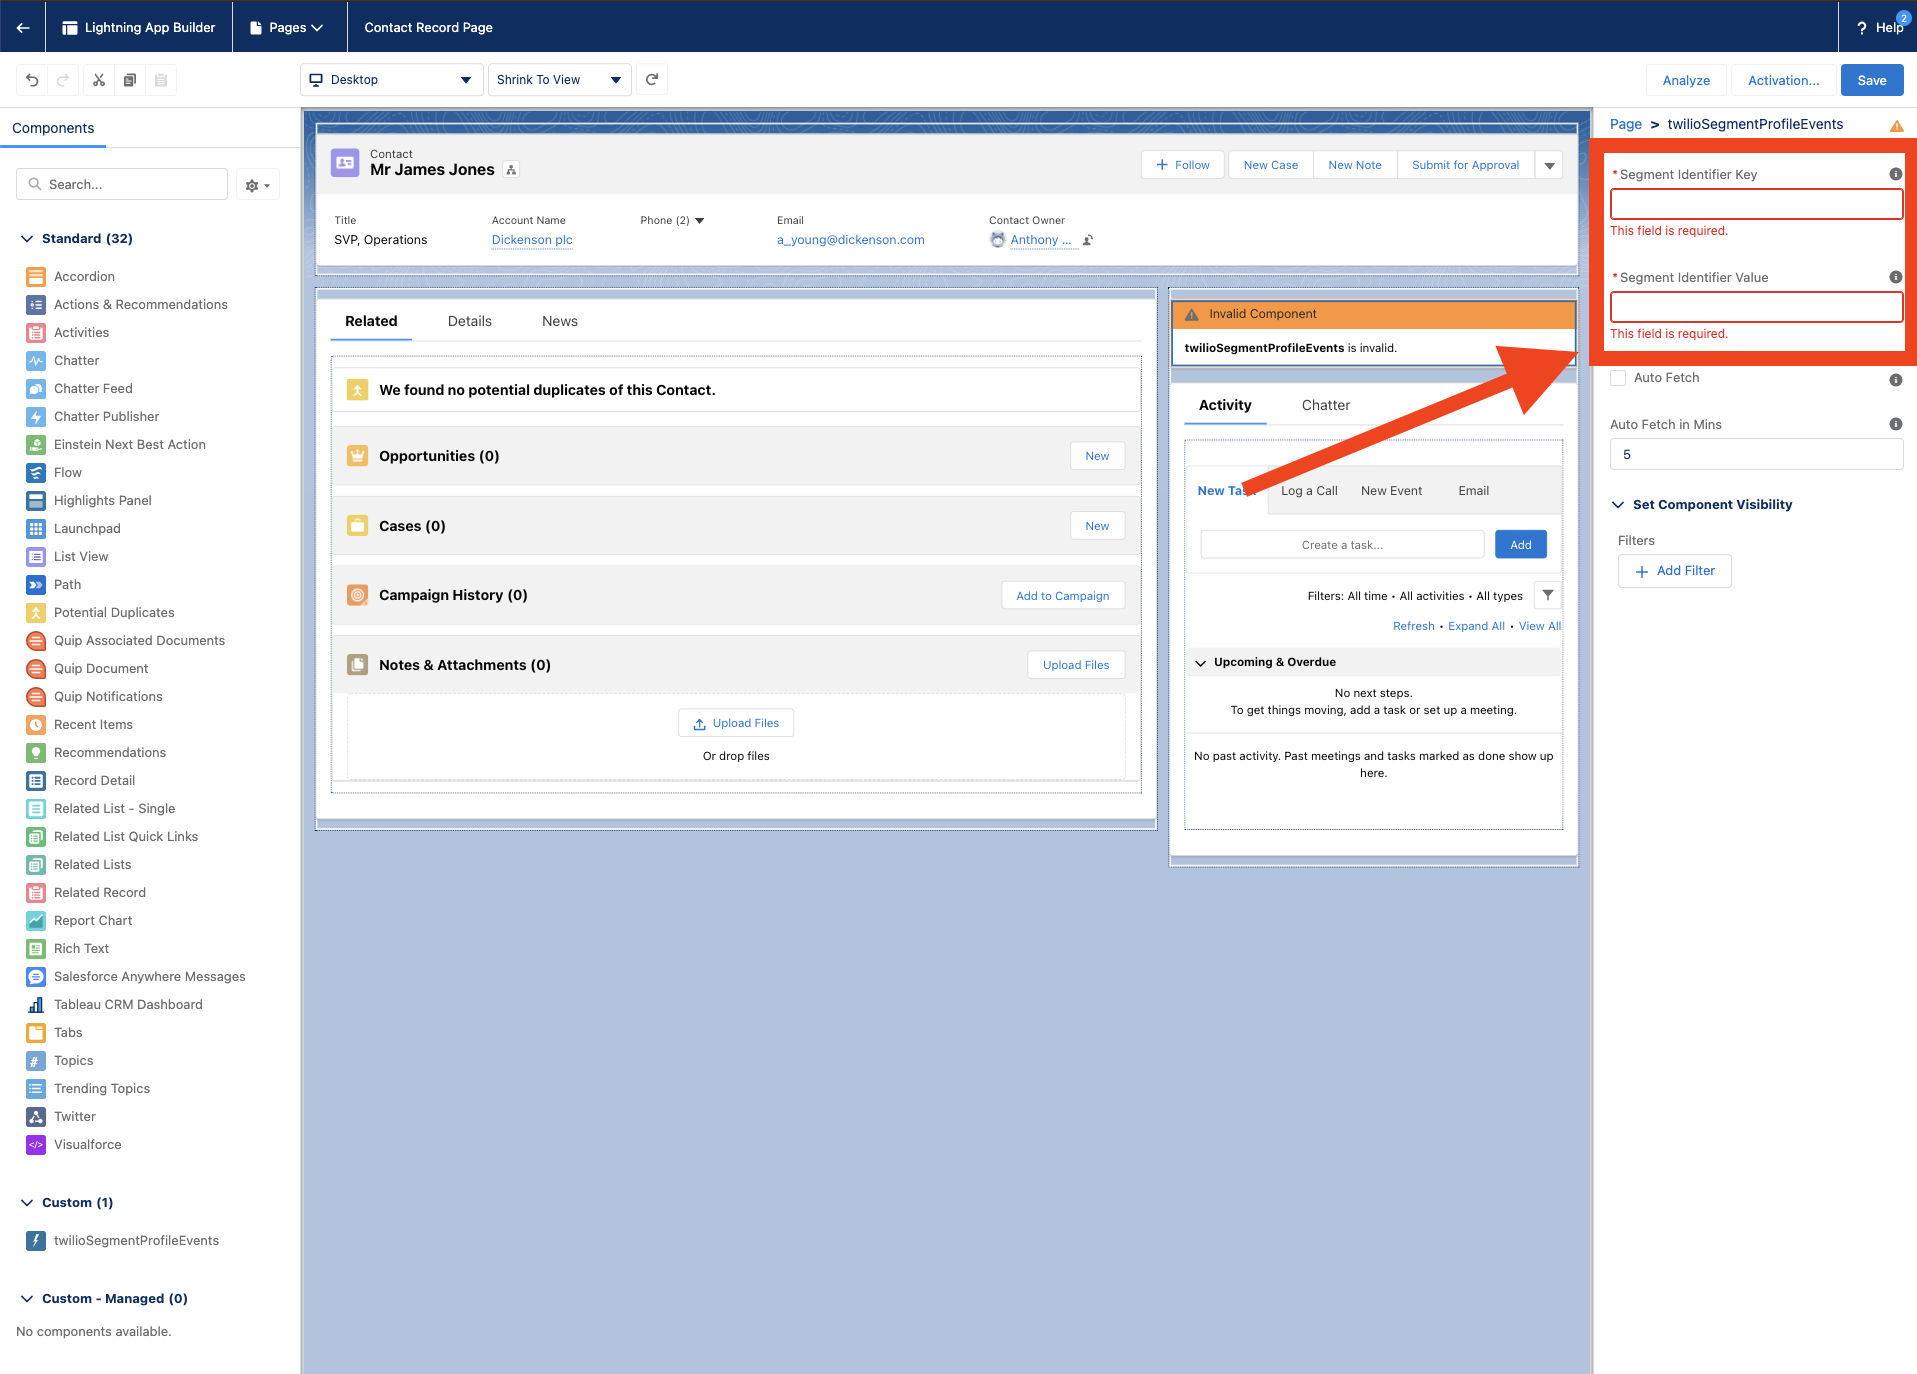 Lightning App Builder
Pages
Contact Record Page
? Help
2
Desktop
Shrink To View
Analyze
Activation...
Save
Components
Search...
Standard (32)
Accordion
Actions & Recommendations
Activities
Chatter
Chatter Feed
Chatter Publisher
Einstein Next Best Action
Flow
Highlights Panel
Launchpad
List View
Path
Potential Duplicates
Quip Associated Documents
Quip Document
Quip Notifications
Recent Items
Recommendations
Record Detail
Related List - Single
Related List Quick Links
Related Lists
Related Record
Report Chart
Rich Text
Salesforce Anywhere Messages
Tableau CRM Dashboard
Tabs
Topics
Trending Topics
Twitter
Visualforce
Custom (1)
twilioSegmentProfileEvents
Custom - Managed (0)
No components available.
Contact
Mr James Jones
+ Follow
New Case
New Note
Submit for Approval
Title
SVP, Operations
Account Name
Dickenson plc
Phone (2)
Email
a_young@dickenson.com
Contact Owner
Anthony ...
Related
Details
News
We found no potential duplicates of this Contact.
Opportunities (0)
New
Cases (0)
New
Campaign History (0)
Add to Campaign
Notes & Attachments (0)
Upload Files
Upload Files
Or drop files
Invalid Component
twilioSegmentProfileEvents is invalid.
Activity
Chatter
New
Log a Call
New Event
Email
Create a task...
Add
Filters: All time • All activities • All types
Refresh • Expand All • View All
Upcoming & Overdue
No next steps.
To get things moving, add a task or set up a meeting.
No past activity. Past meetings and tasks marked as done show up
here.
Page > twilioSegmentProfileEvents
* Segment Identifier Key
This field is required.
* Segment Identifier Value
This field is required.
Auto Fetch
Auto Fetch in Mins
5
Set Component Visibility
Filters
+ Add Filter